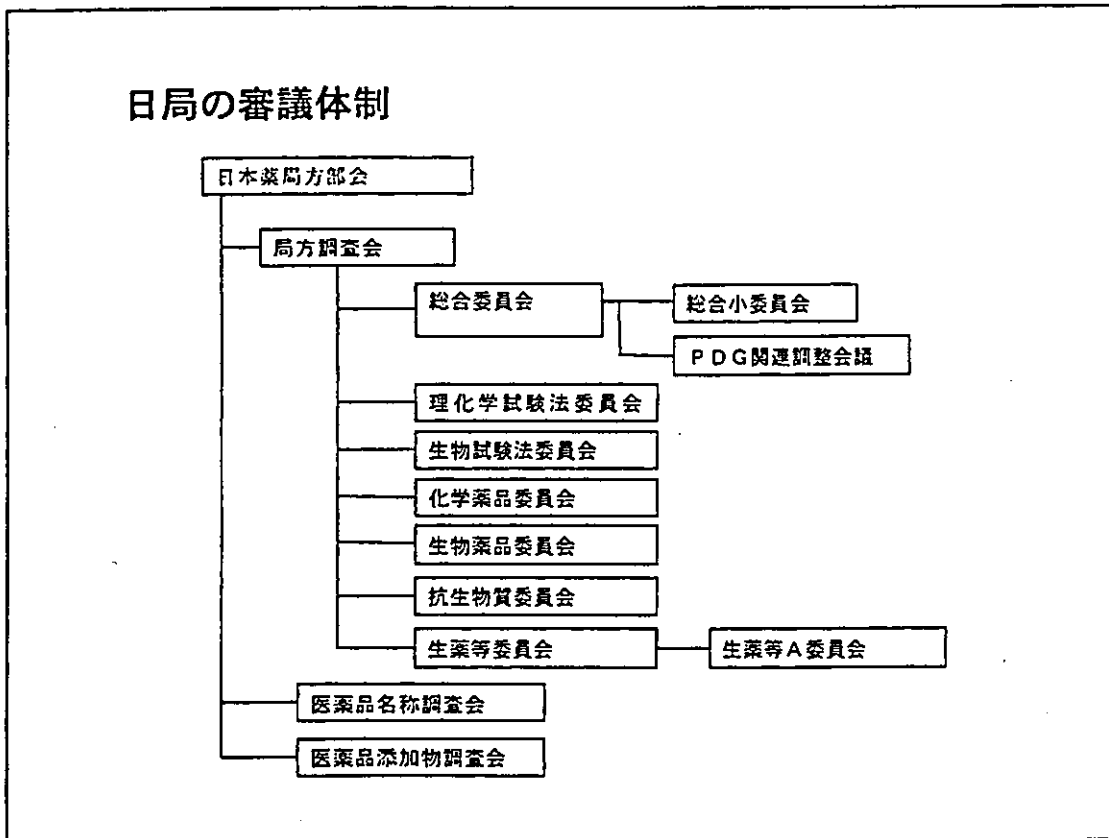 日局の審議体制
日本薬局方部会
局方調査会
総合委員会
総合小委員会
PDG関連調整会議
理化学試験法委員会
生物試験法委員会
化学薬品委員会
生物薬品委員会
抗生物質委員会
生薬等委員会
生薬等A委員会
医薬品名称調査会
医薬品添加物調査会